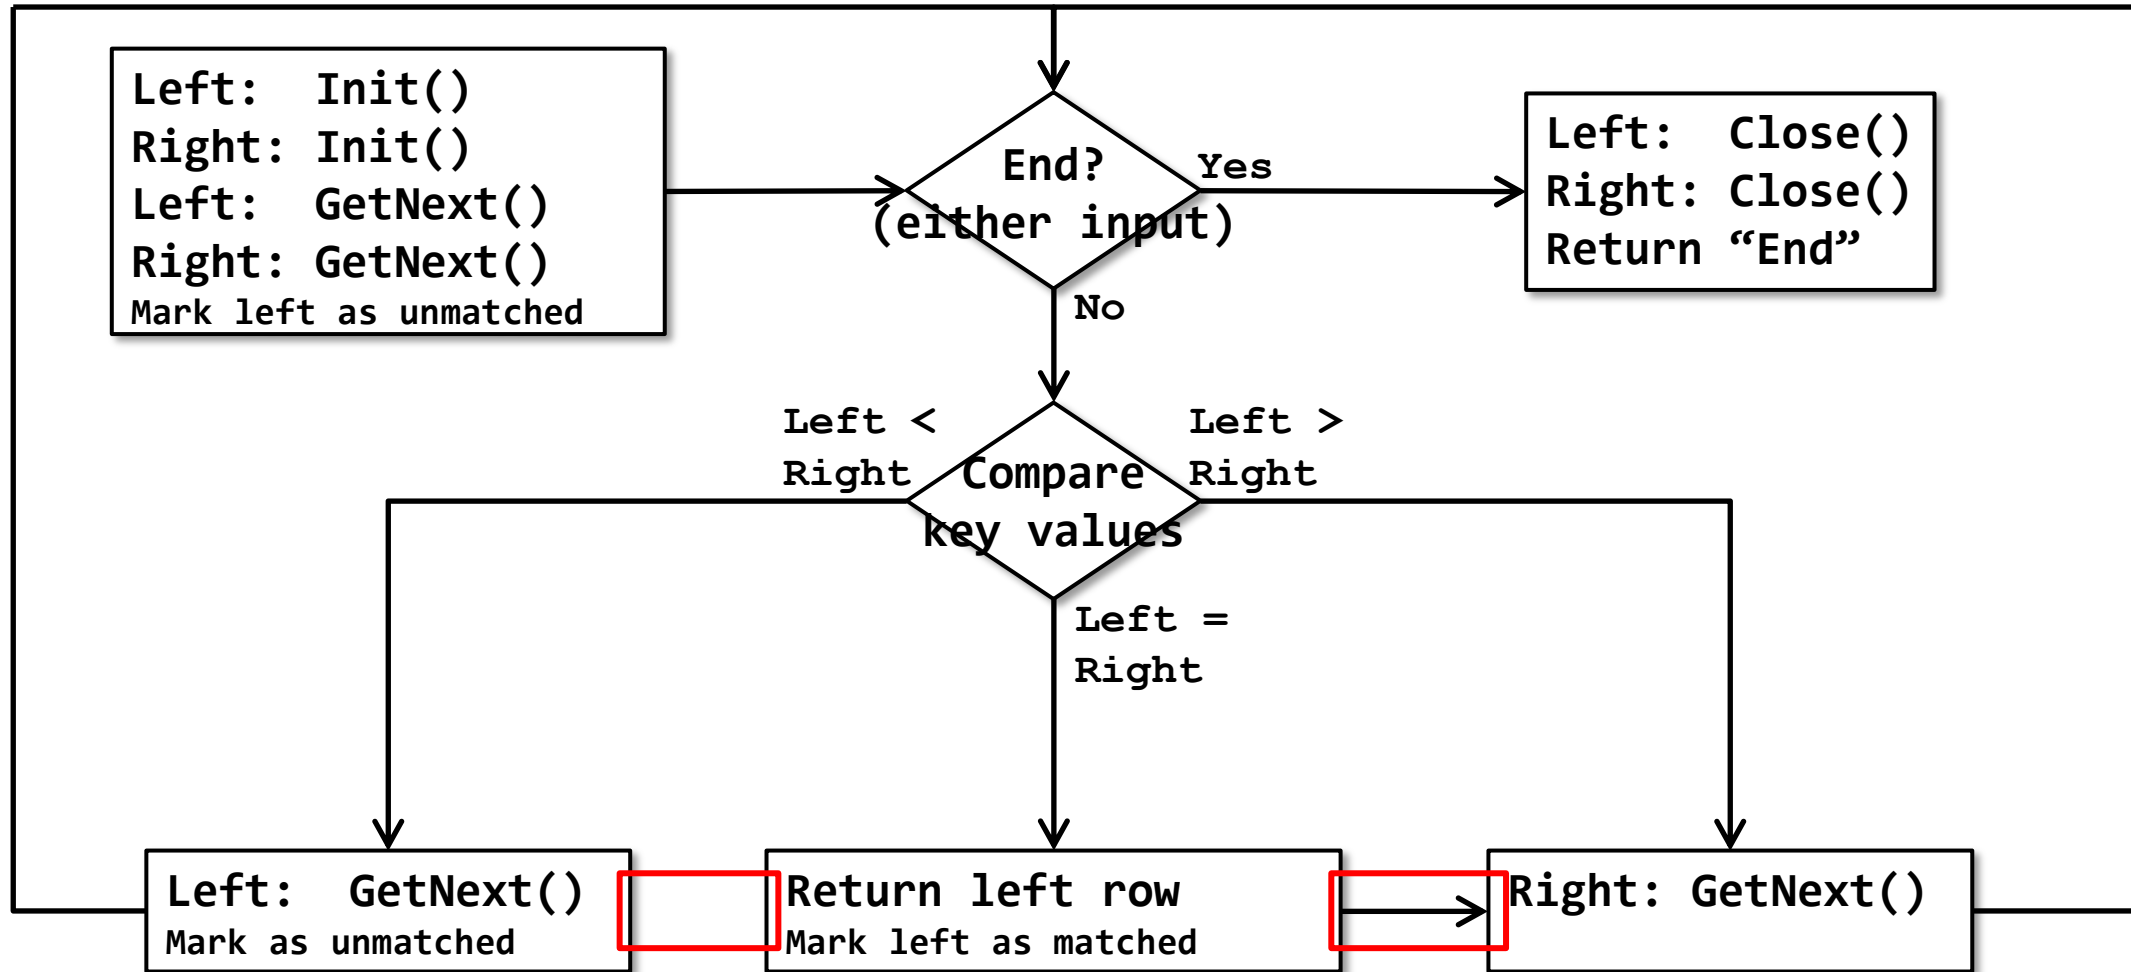 Left:  Init()
Right: Init()
Left:  GetNext()
Right: GetNext()
Mark left as unmatched
End?
(either input)
Yes
Left:  Close()
Right: Close()
Return “End”
No
Left <
Right
Left >
Right
Compare
key values
Left =
Right
Left:  GetNext()
Mark as unmatched
Return left row
Mark left as matched
Right: GetNext()